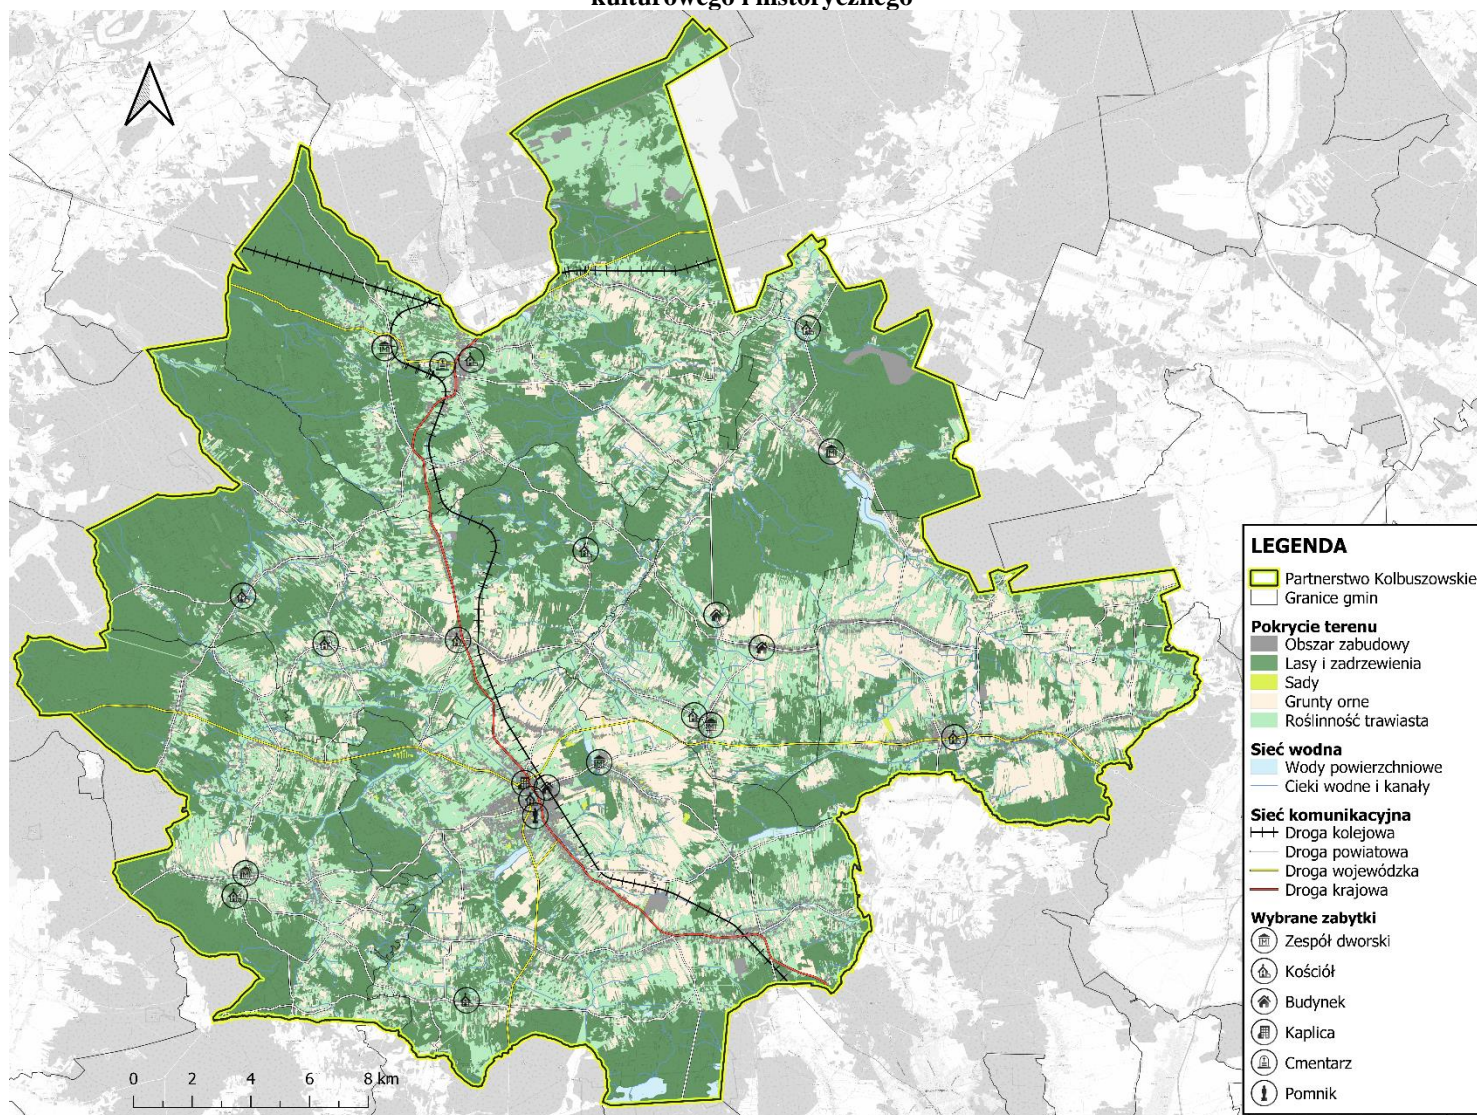 kulturowego i historycznego
LEGENDA
Partnerstwo Kolbuszowskie
Granice gmin
Pokrycie terenu
Obszar zabudowy
Lasy i zadrzewienia
Sady
Grunty orne
Roślinność trawiasta
Sieć wodna
Wody powierzchniowe
Cieki wodne i kanały
Sieć komunikacyjna
Droga kolejowa
Droga powiatowa
Droga wojewódzka
Droga krajowa
Wybrane zabytki
Zespół dworski
Kościół
Budynek
Kaplica
Cmentarz
Pomnik
0 2 4 6 8 km